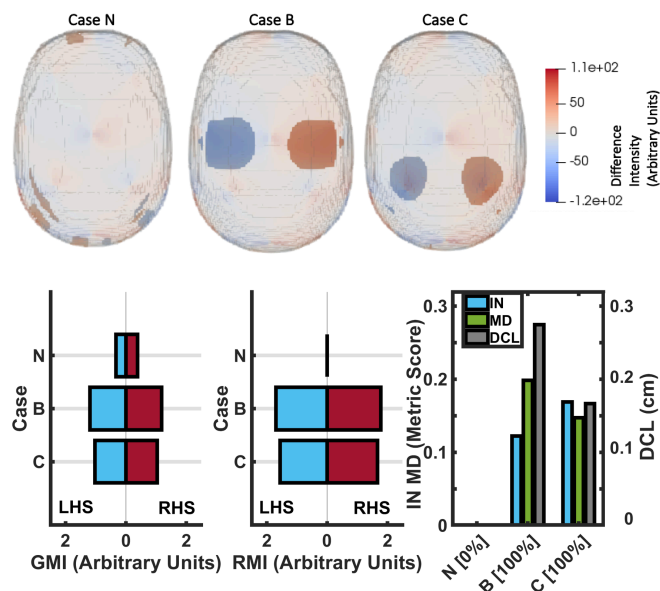 Case N
Case B
Case C
1.1e+02
50
0
-50
-1.2e+02
Difference
Intensity
(Arbitrary Units)
N
B
C
Case
LHS
RHS
2
0
2
GMI (Arbitrary Units)
N
B
C
Case
LHS
RHS
2
0
2
RMI (Arbitrary Units)
IN
MD
DCL
0.3
0.2
0.1
0
IN MD (Metric Score)
0.3
0.2
0.1
0
DCL (cm)
N [0%]
B [100%]
C [100%]